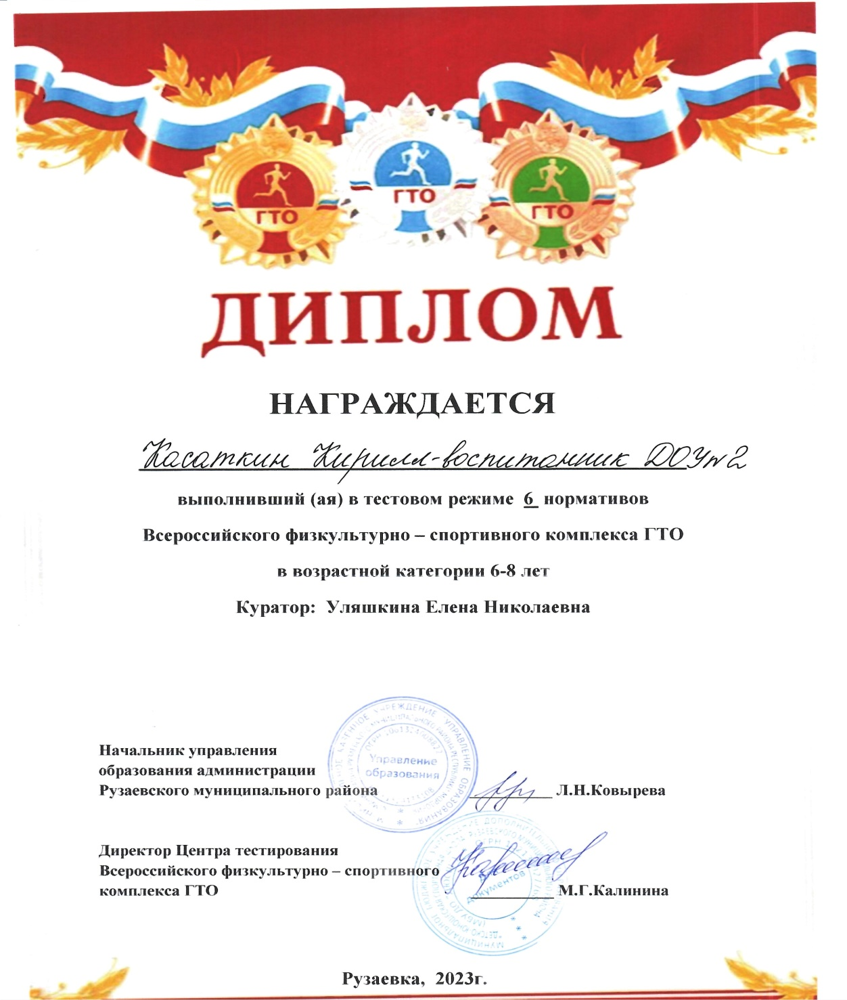 ГТО
ГТО
ГТО
ДИПЛОМ
НАГРАЖДАЕТСЯ
Касаткин Кирилл-воспитанник ДОУ№2
выполнивший (ая) в тестовом режиме 6 нормативов
Всероссийского физкультурно – спортивного комплекса ГТО
в возрастной категории 6-8 лет
Куратор: Уляшкина Елена Николаевна
Управление
образования
Начальник управления
образования администрации
Рузаевского муниципального района Л.Н.Ковырева
Директор Центра тестирования
Всероссийского физкультурно – спортивного
комплекса ГТО М.Г.Калинина
документов
Рузаевка, 2023г.